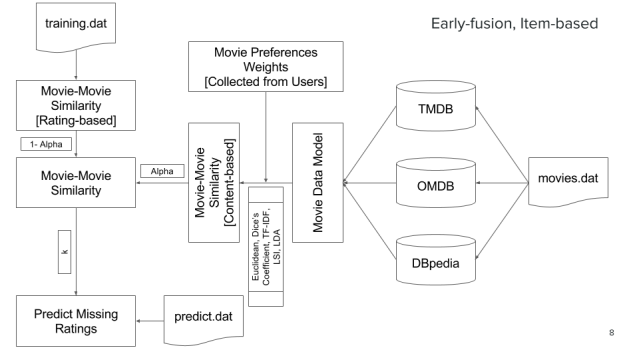 Early-fusion, Item-based
training.dat
Movie Preferences
Weights
[Collected from Users]
Movie-Movie
Similarity
[Rating-based]
TMDB
1- Alpha
Movie-Movie
Similarity
Alpha
Movie-Movie
Similarity
[Content-based]
Euclidean, Dice's
Coefficient, TF-IDF,
LSI, LDA
Movie Data Model
OMDB
movies.dat
DBpedia
k
Predict Missing
Ratings
predict.dat
8